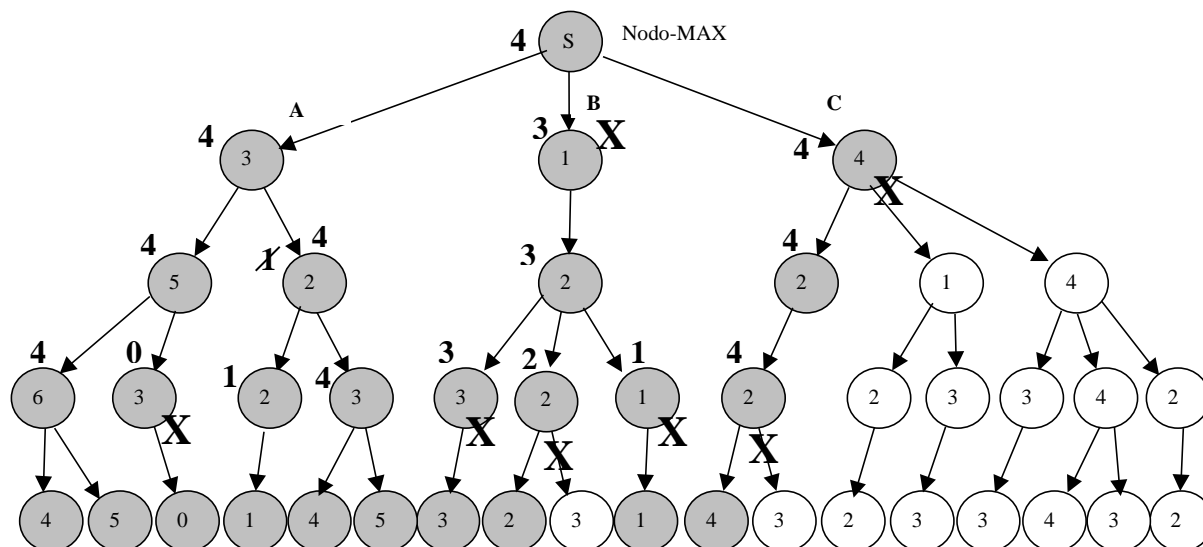 4 S Nodo-MAX
A B C
4 3 3 1 X 4 4 X
4 5 1 4 2 3 2 4 2 1 4
4 6 0 3 X 1 2 4 3 3 3 X 2 2 X 1 1 X 4 2 X 2 3 3 4 2
4 5 0 1 4 5 3 2 3 1 4 3 2 3 3 4 3 2